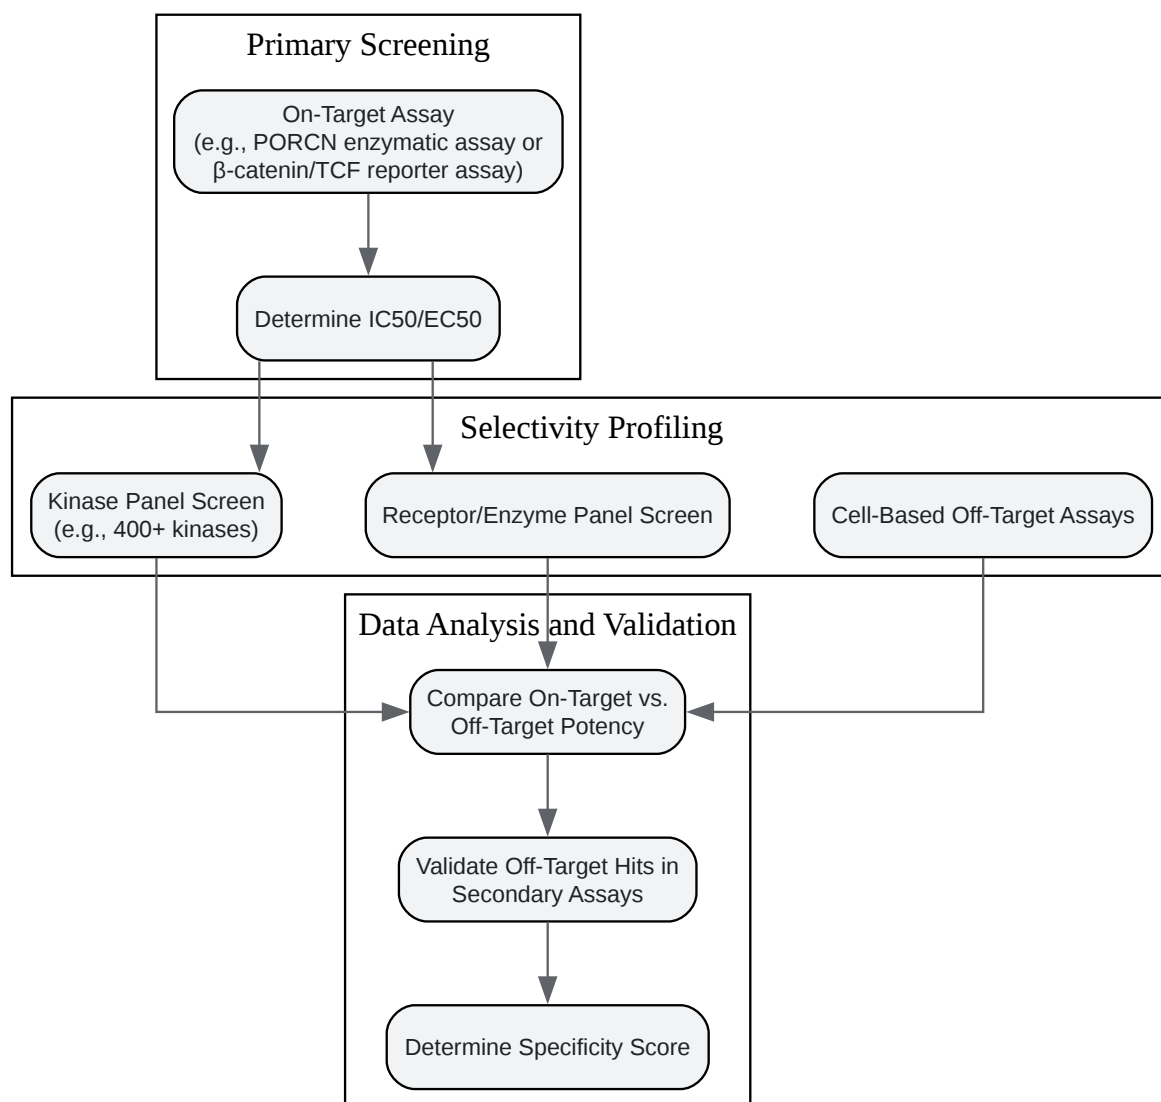 Primary Screening
On-Target Assay
(e.g., PORCN enzymatic assay or
β-catenin/TCF reporter assay)
Determine IC50/EC50
Selectivity Profiling
Kinase Panel Screen
(e.g., 400+ kinases)
Receptor/Enzyme Panel Screen
Cell-Based Off-Target Assays
Data Analysis and Validation
Compare On-Target vs.
Off-Target Potency
Validate Off-Target Hits in
Secondary Assays
Determine Specificity Score